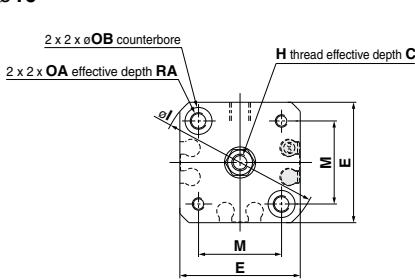 2 x 2 x øOB counterbore
H thread effective depth C
2 x 2 x OA effective depth RA
øI
M
E
M
E